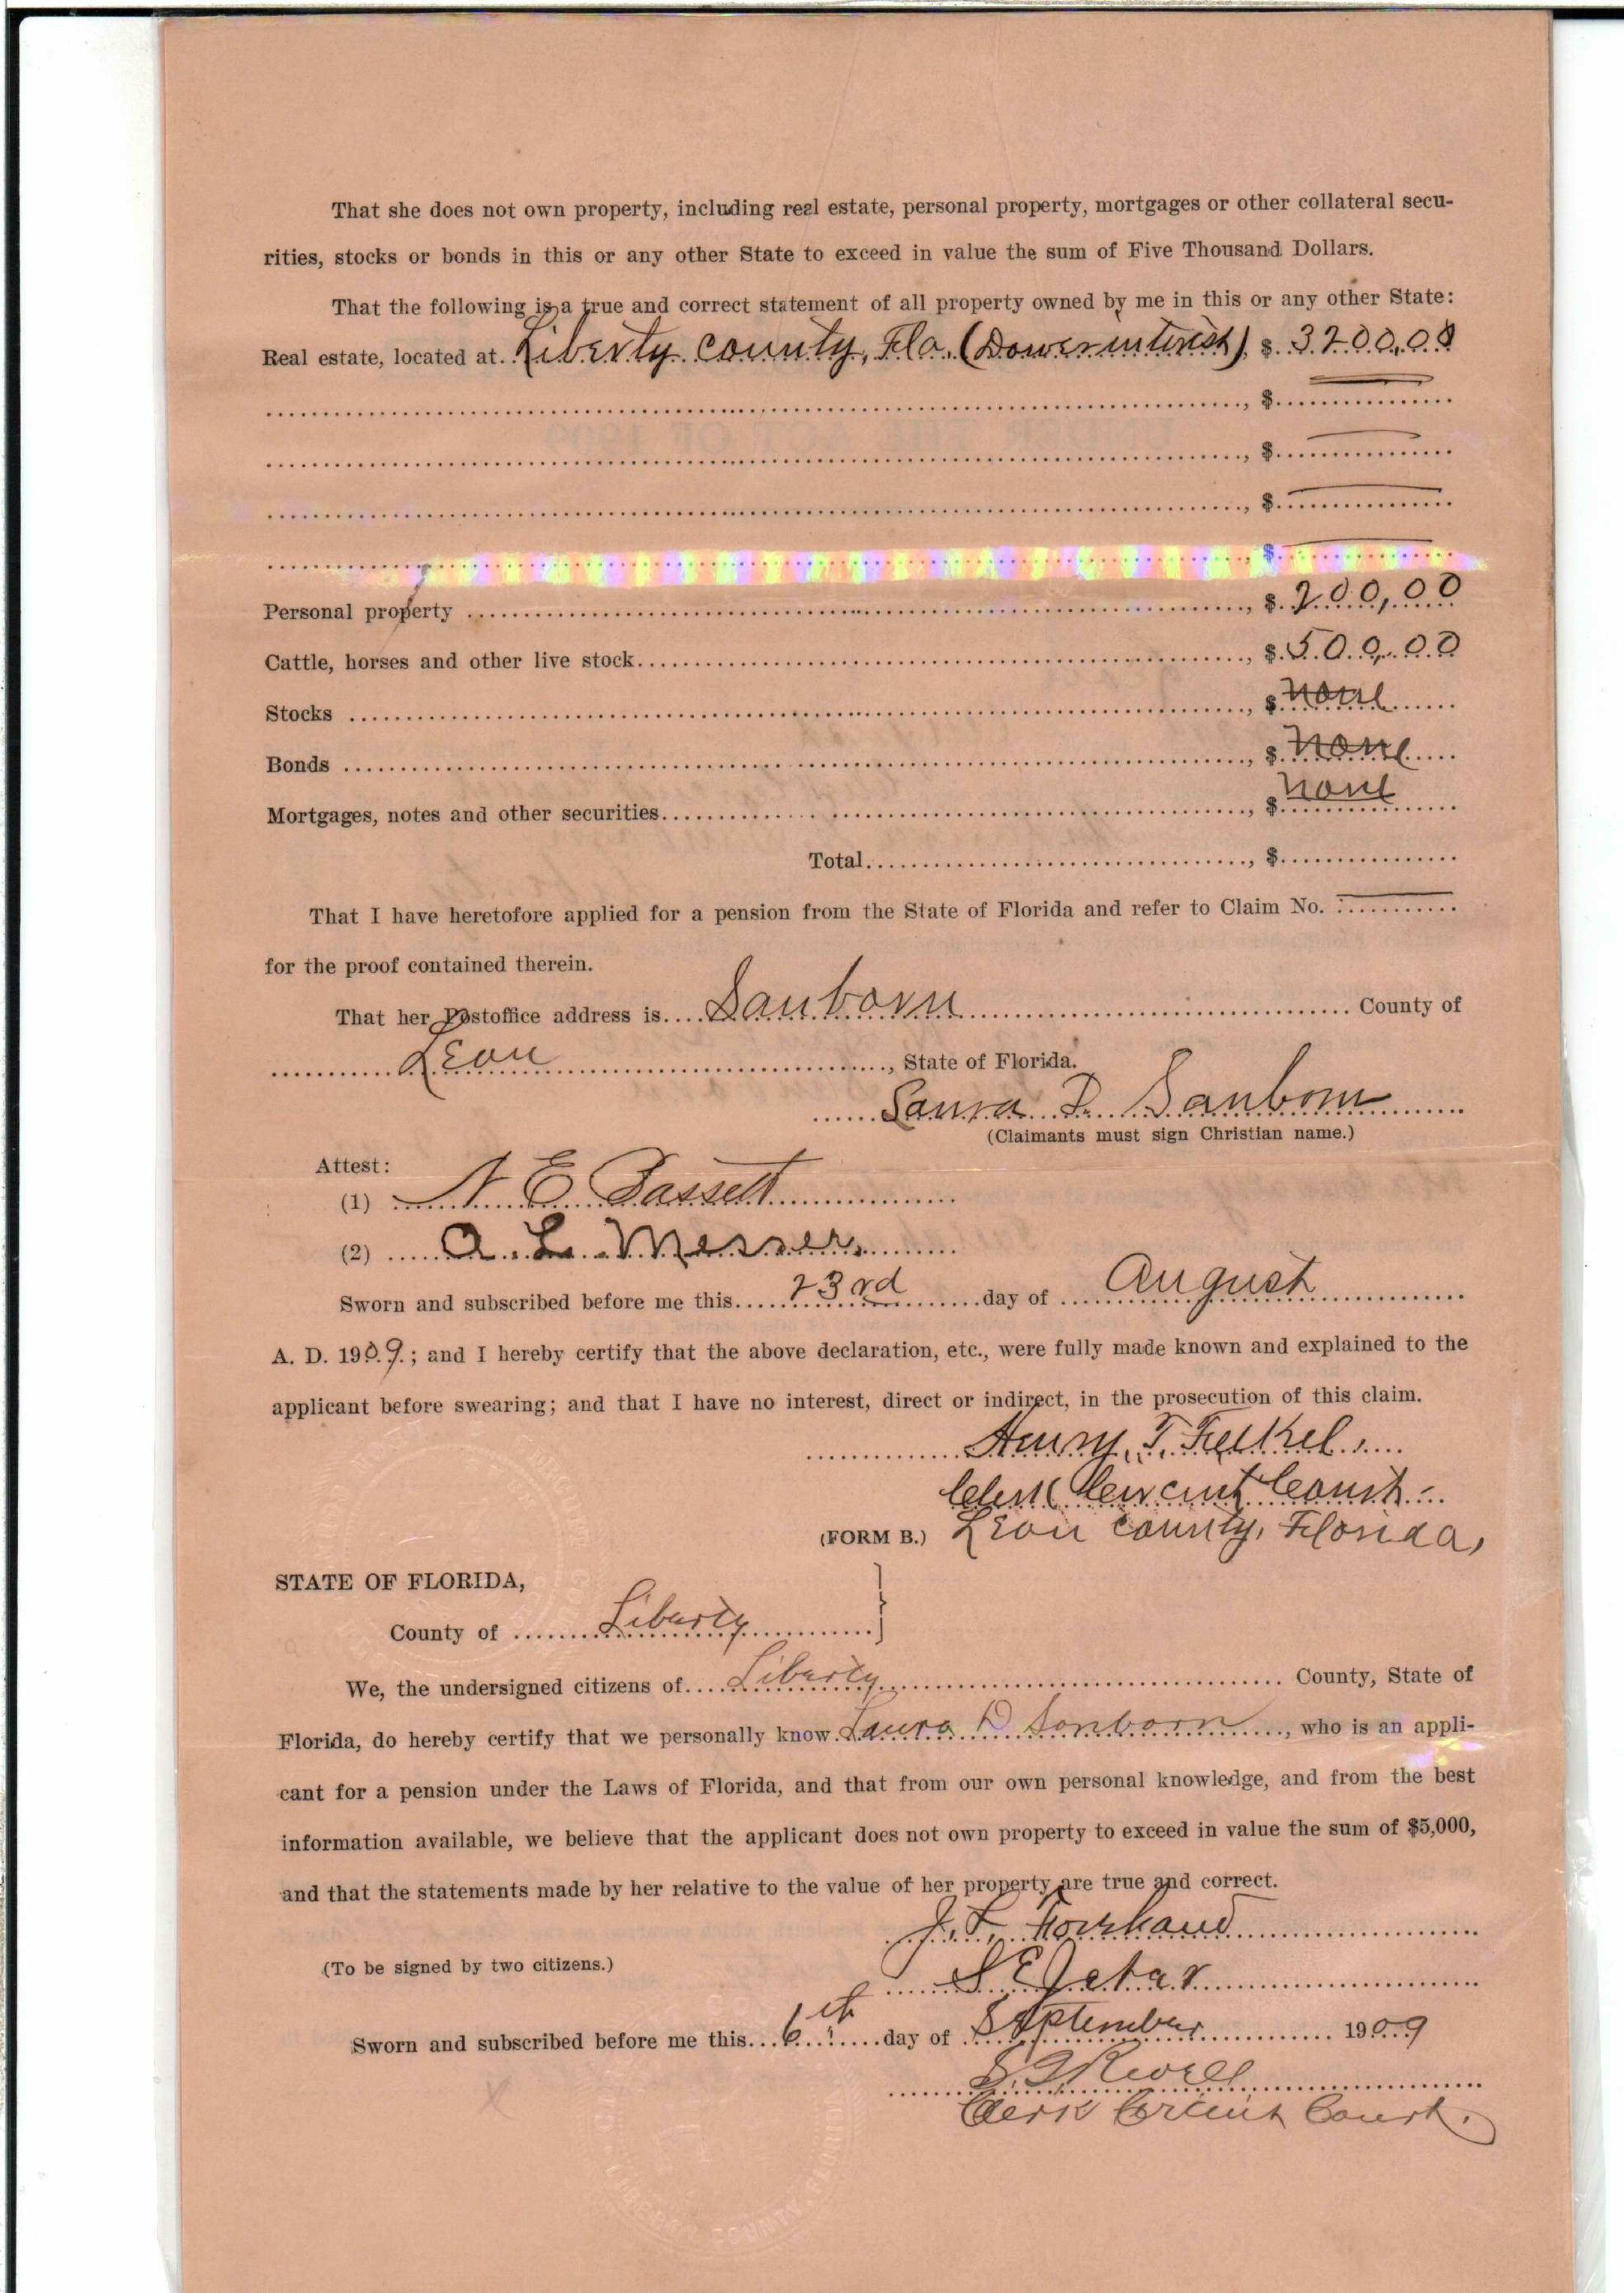 That she does not own property, including real estate, personal property, mortgages or other collateral secu-
rities, stocks or bonds in this or any other State to exceed in value the sum of Five Thousand Dollars.
That the following is a true and correct statement of all property owned by me in this or any other State:
Real estate, located at Liberty County, Fla. (Dower interest), $ 3200,00
, $
, $
, $
, $
Personal property , $ 200,00
Cattle, horses and other live stock , $ 500,00
Stocks , $ none
Bonds , $ none
Mortgages, notes and other securities , $ none
Total , $
That I have heretofore applied for a pension from the State of Florida and refer to Claim No.
for the proof contained therein.
That her Postoffice address is Sanborn County of
Leon , State of Florida.
Laura D. Sanborn
(Claimants must sign Christian name.)
Attest:
(1) N E Bassett
(2) A. L. Messer
Sworn and subscribed before me this 23rd day of August
A. D. 1909; and I hereby certify that the above declaration, etc., were fully made known and explained to the
applicant before swearing; and that I have no interest, direct or indirect, in the prosecution of this claim.
Henry T. Felkel
Clerk Circuit Court
(FORM B.) Leon County, Florida,
STATE OF FLORIDA,
County of Liberty
We, the undersigned citizens of Liberty County, State of
Florida, do hereby certify that we personally know Laura D Sonborn, who is an appli-
cant for a pension under the Laws of Florida, and that from our own personal knowledge, and from the best
information available, we believe that the applicant does not own property to exceed in value the sum of $5,000,
and that the statements made by her relative to the value of her property are true and correct.
J. L.
(To be signed by two citizens.)
S E
Sworn and subscribed before me this 6th day of September 1909
Clerk Circuit Court.